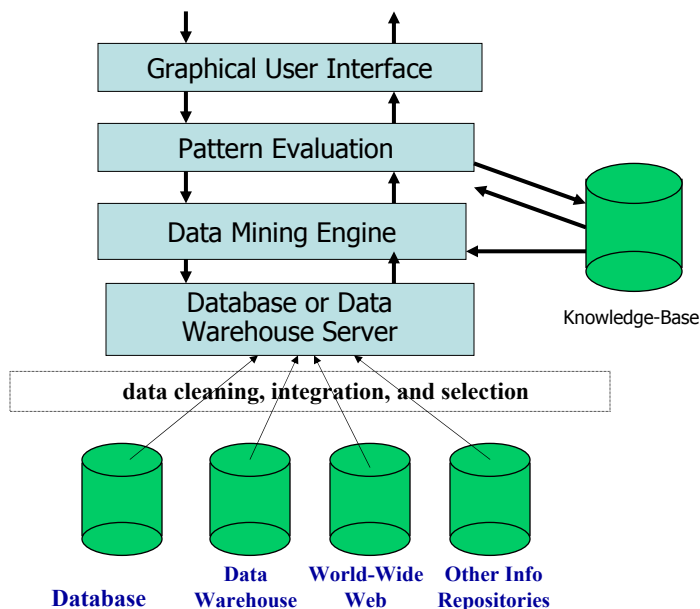 Graphical User Interface
Pattern Evaluation
Data Mining Engine
Database or Data
Warehouse Server
Knowledge-Base
data cleaning, integration, and selection
Database
Data
Warehouse
World-Wide
Web
Other Info
Repositories